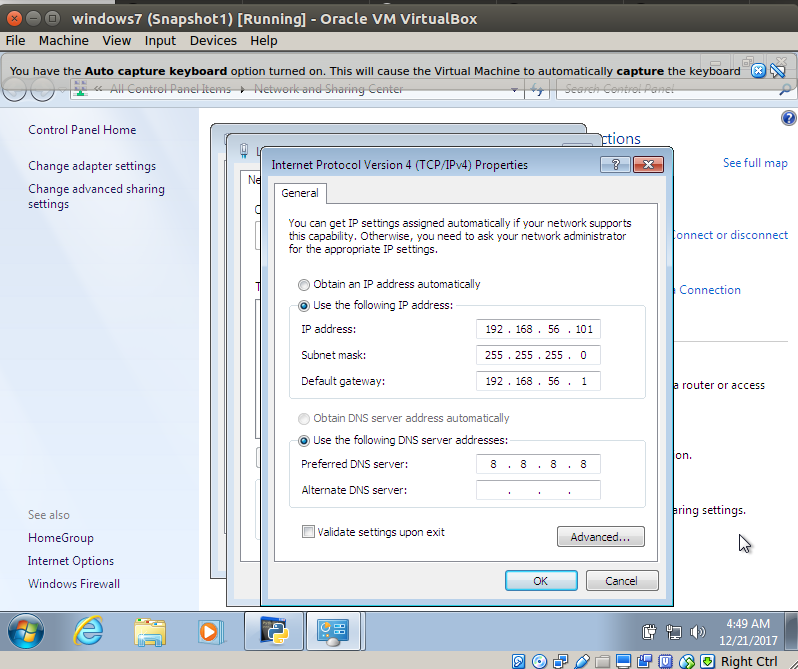 windows7 (Snapshot1) [Running] - Oracle VM VirtualBox
File Machine View Input Devices Help
You have the Auto capture keyboard option turned on. This will cause the Virtual Machine to automatically capture the keyboard
« All Control Panel Items Network and Sharing Center Search Control Panel
Control Panel Home
Change adapter settings
Change advanced sharing
settings
See full map
Internet Protocol Version 4 (TCP/IPv4) Properties
General
You can get IP settings assigned automatically if your network supports
this capability. Otherwise, you need to ask your network administrator
for the appropriate IP settings.
Connect or disconnect
Obtain an IP address automatically
Use the following IP address:
Connection
IP address: 192 . 168 . 56 . 101
Subnet mask: 255 . 255 . 255 . 0
Default gateway: 192 . 168 . 56 . 1
a router or access
Obtain DNS server address automatically
Use the following DNS server addresses:
Preferred DNS server: 8 . 8 . 8 . 8
Alternate DNS server: . . .
Validate settings upon exit
Advanced...
OK Cancel
See also
HomeGroup
Internet Options
Windows Firewall
4:49 AM
12/21/2017
Right Ctrl